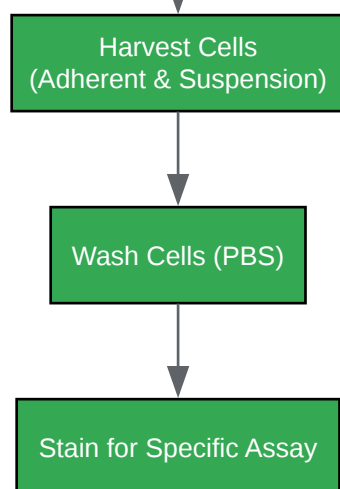 Harvest Cells
(Adherent & Suspension)
Wash Cells (PBS)
Stain for Specific Assay